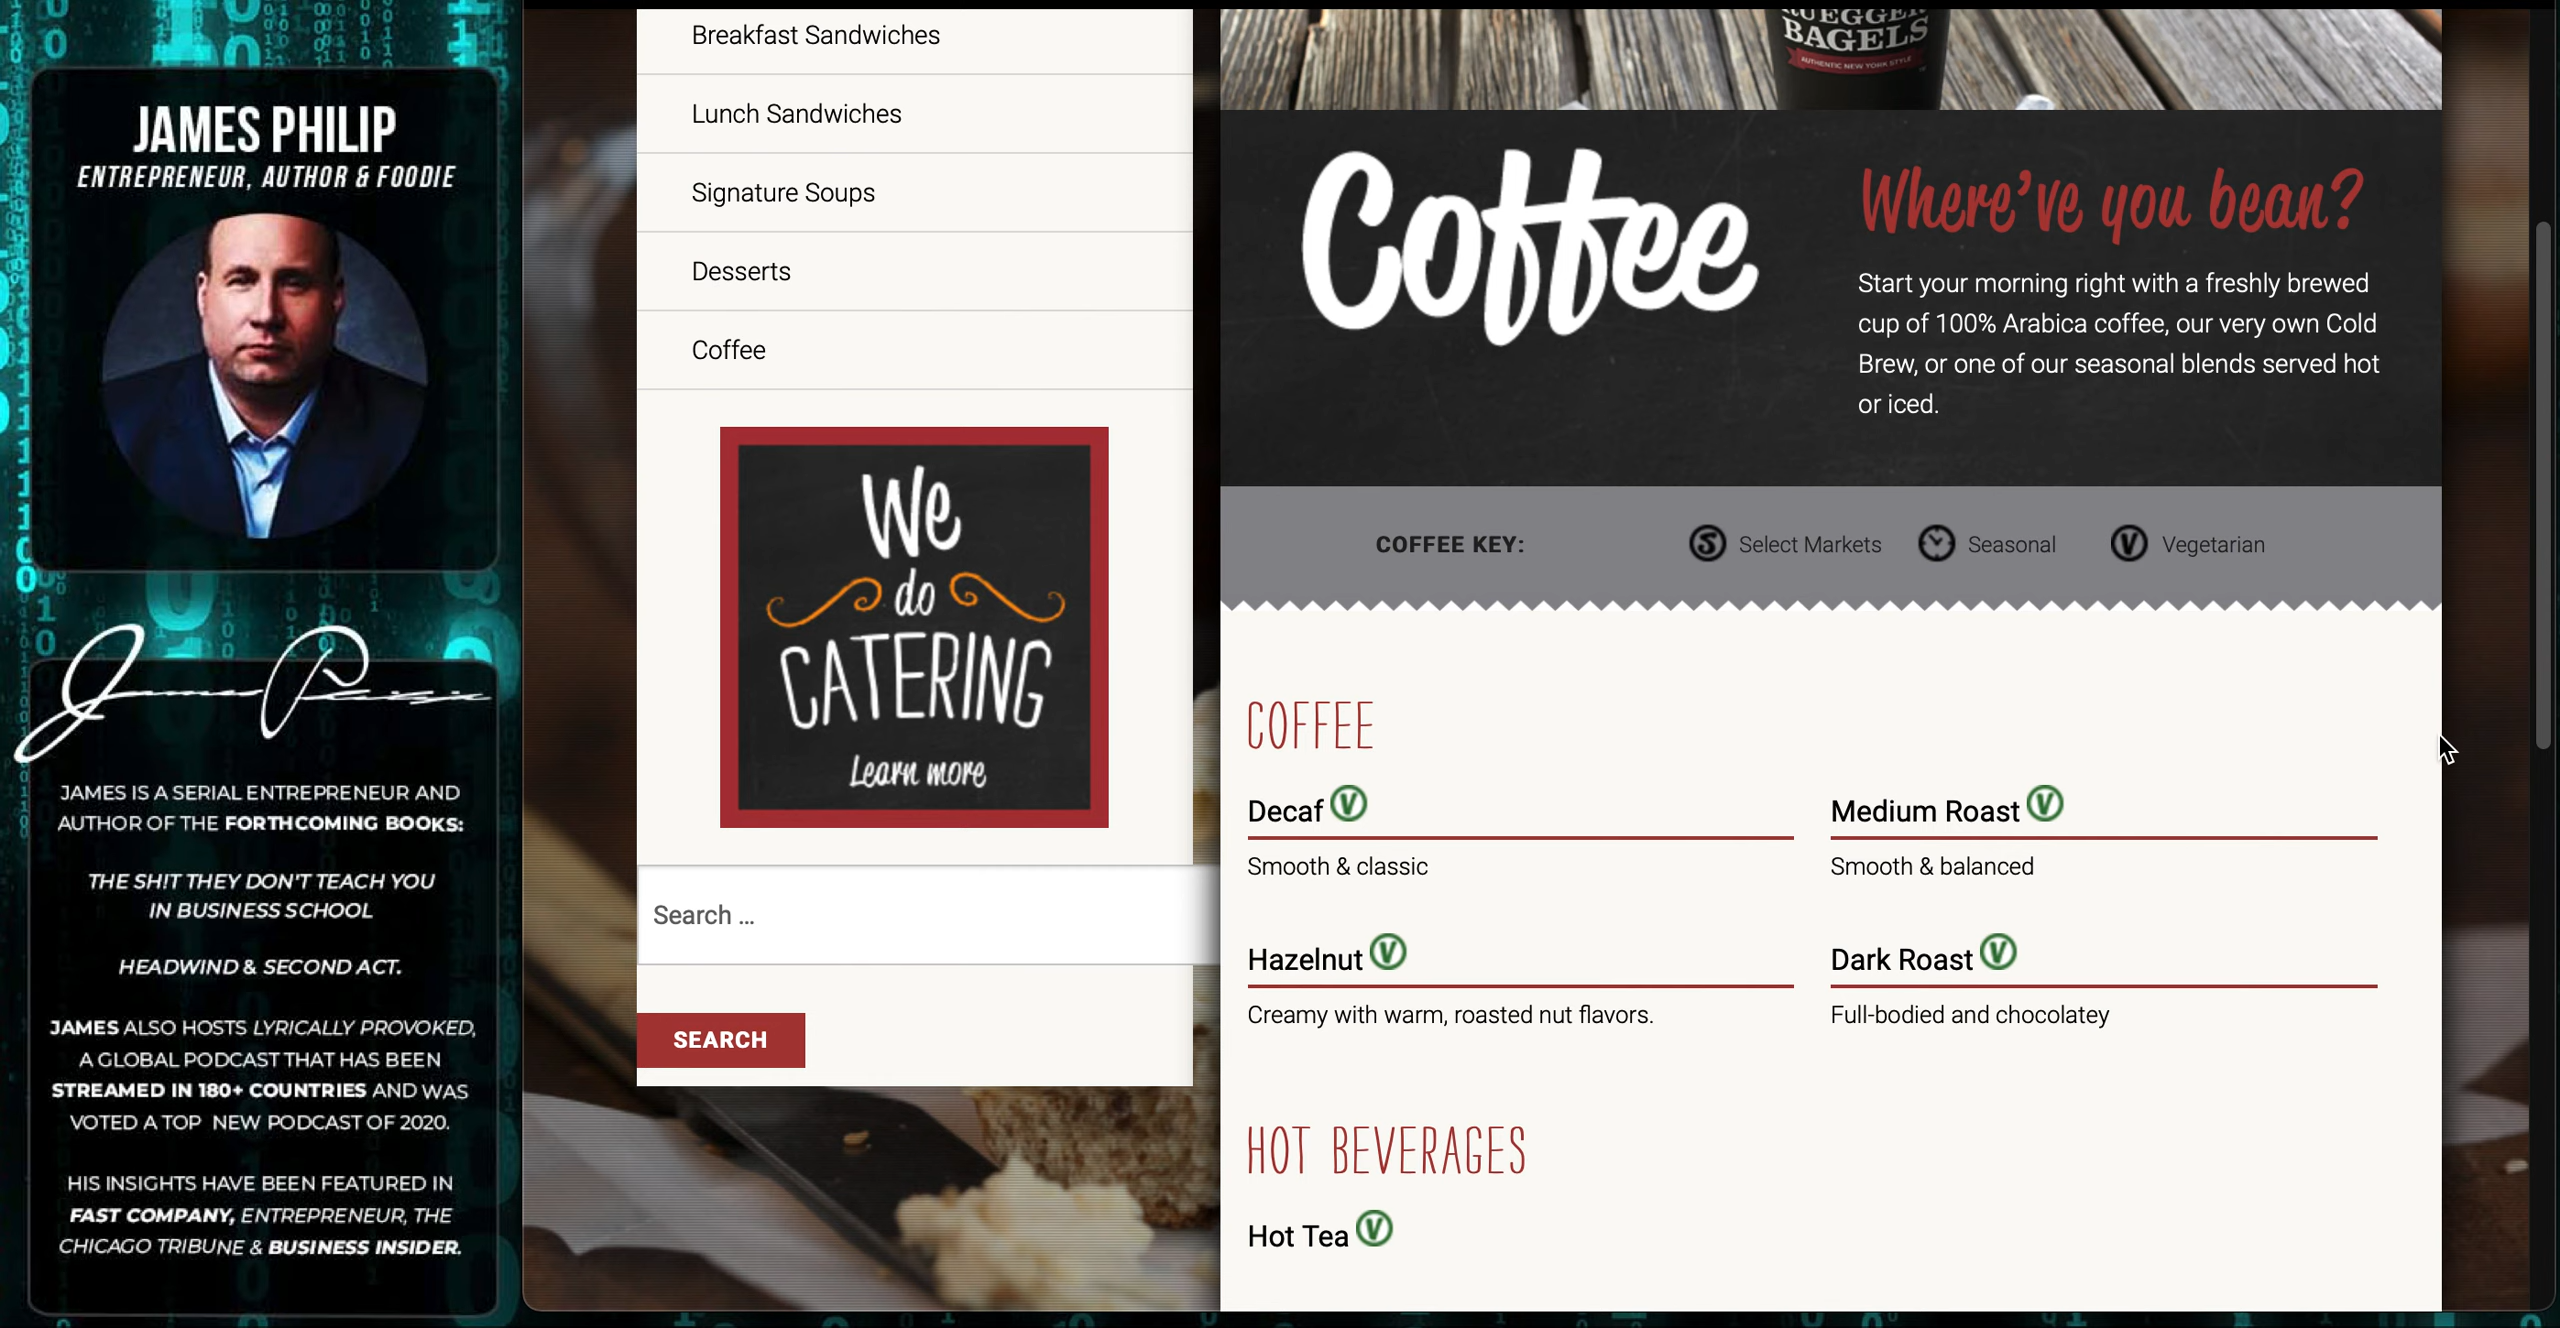 JAMES PHILIP
ENTREPRENEUR, AUTHOR & FOODIE
JAMES IS A SERIAL ENTREPRENEUR AND
AUTHOR OF THE FORTHCOMING BOOKS:
THE SH!T THEY DON'T TEACH YOU
IN BUSINESS SCHOOL
HEADWIND & SECOND ACT.
JAMES ALSO HOSTS LYRICALLY PROVOKED,
A GLOBAL PODCAST THAT HAS BEEN
STREAMED IN 180+ COUNTRIES AND WAS
VOTED A TOP NEW PODCAST OF 2020.
HIS INSIGHTS HAVE BEEN FEATURED IN
FAST COMPANY, ENTREPRENEUR, THE
CHICAGO TRIBUNE & BUSINESS INSIDER.
Breakfast Sandwiches
Lunch Sandwiches
Signature Soups
Desserts
Coffee
We
do
CATERING
Learn more
Search ...
SEARCH
BAGELS
AUTHENTIC NEW YORK STYLE
Coffee
Where've you bean?
Start your morning right with a freshly brewed
cup of 100% Arabica coffee, our very own Cold
Brew, or one of our seasonal blends served hot
or iced.
COFFEE KEY: S Select Markets Seasonal V Vegetarian
COFFEE
Decaf V
Smooth & classic
Medium Roast V
Smooth & balanced
Hazelnut V
Creamy with warm, roasted nut flavors.
Dark Roast V
Full-bodied and chocolatey
HOT BEVERAGES
Hot Tea V